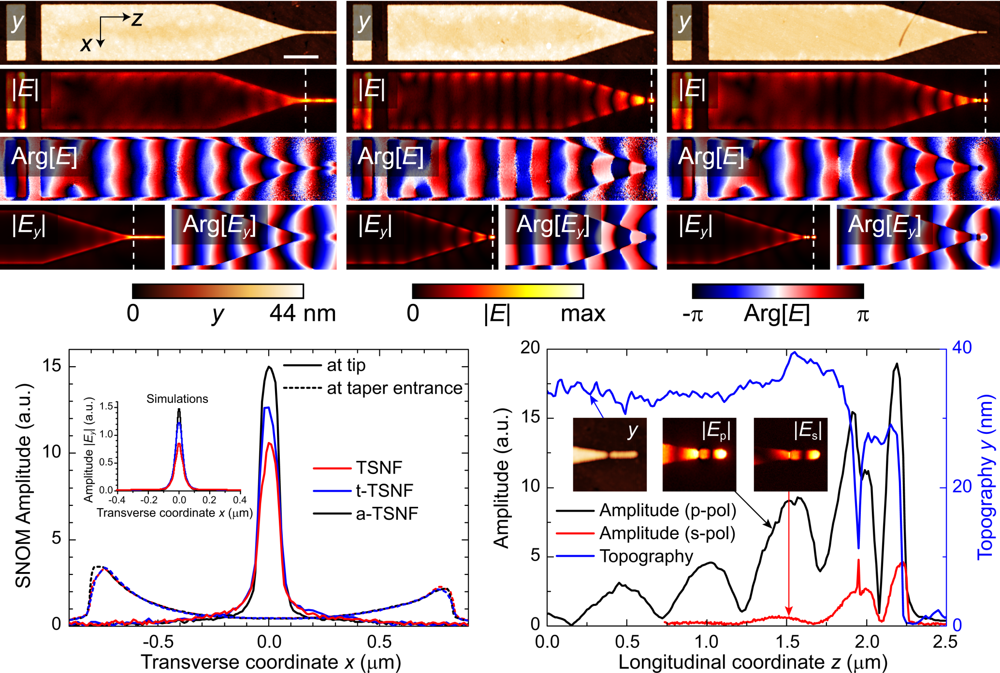 y
z
x
y
y
|E|
|E|
|E|
Arg[E]
Arg[E]
Arg[E]
|Ey|
Arg[Ey]
|Ey|
Arg[Ey]
|Ey|
Arg[Ey]
0 y 44 nm
0 |E| max
-π Arg[E] π
SNOM Amplitude (a.u.)
15
10
5
0
-0.5 0.0 0.5
Transverse coordinate x (μm)
at tip
at taper entrance
TSNF
t-TSNF
a-TSNF
Simulations
Amplitude |Ey| (a.u.)
1.5
1.0
0.5
0.0
-0.4 -0.2 0.0 0.2 0.4
Transverse coordinate x (μm)
Amplitude (a.u.)
20
15
10
5
0
y
|Ep|
|Es|
Amplitude (p-pol)
Amplitude (s-pol)
Topography
40
20
0
Topography y (nm)
0.0 0.5 1.0 1.5 2.0 2.5
Longitudinal coordinate z (μm)